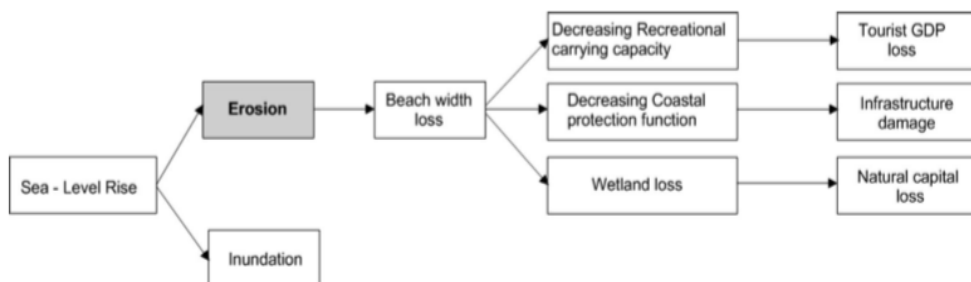 Sea - Level Rise
Erosion
Inundation
Beach width
loss
Decreasing Recreational
carrying capacity
Decreasing Coastal
protection function
Wetland loss
Tourist GDP
loss
Infrastructure
damage
Natural capital
loss